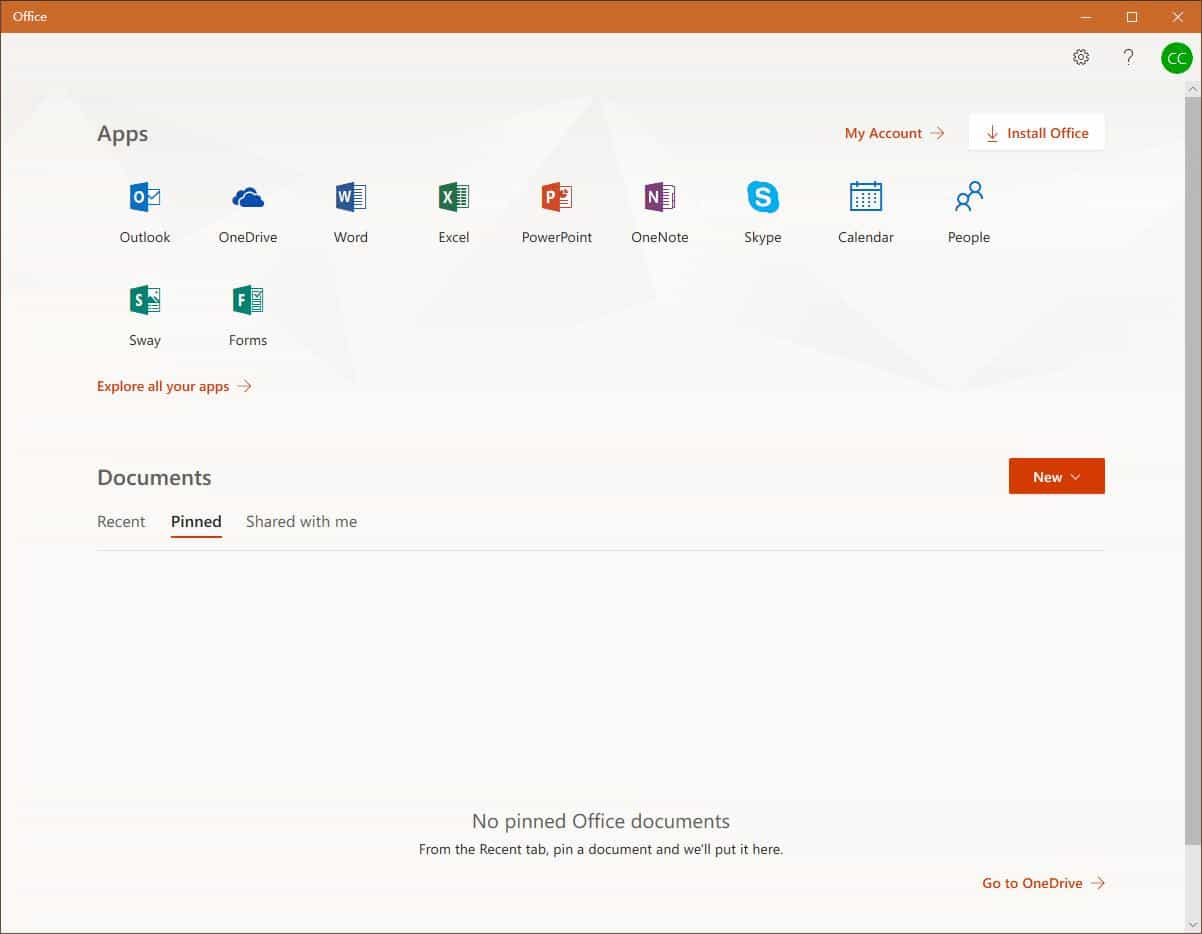 Office
? CC
Apps
My Account → Install Office
Outlook OneDrive Word Excel PowerPoint OneNote Skype Calendar People
Sway Forms
Explore all your apps →
Documents
New
Recent Pinned Shared with me
No pinned Office documents
From the Recent tab, pin a document and we'll put it here.
Go to OneDrive →